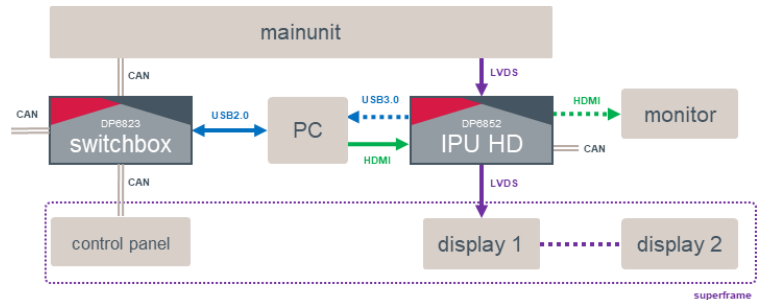 mainunit
CAN
LVDS
CAN
DP6823
switchbox
USB2.0
PC
USB3.0
HDMI
DP6852
IPU HD
HDMI
monitor
CAN
CAN
LVDS
control panel
display 1
display 2
superframe